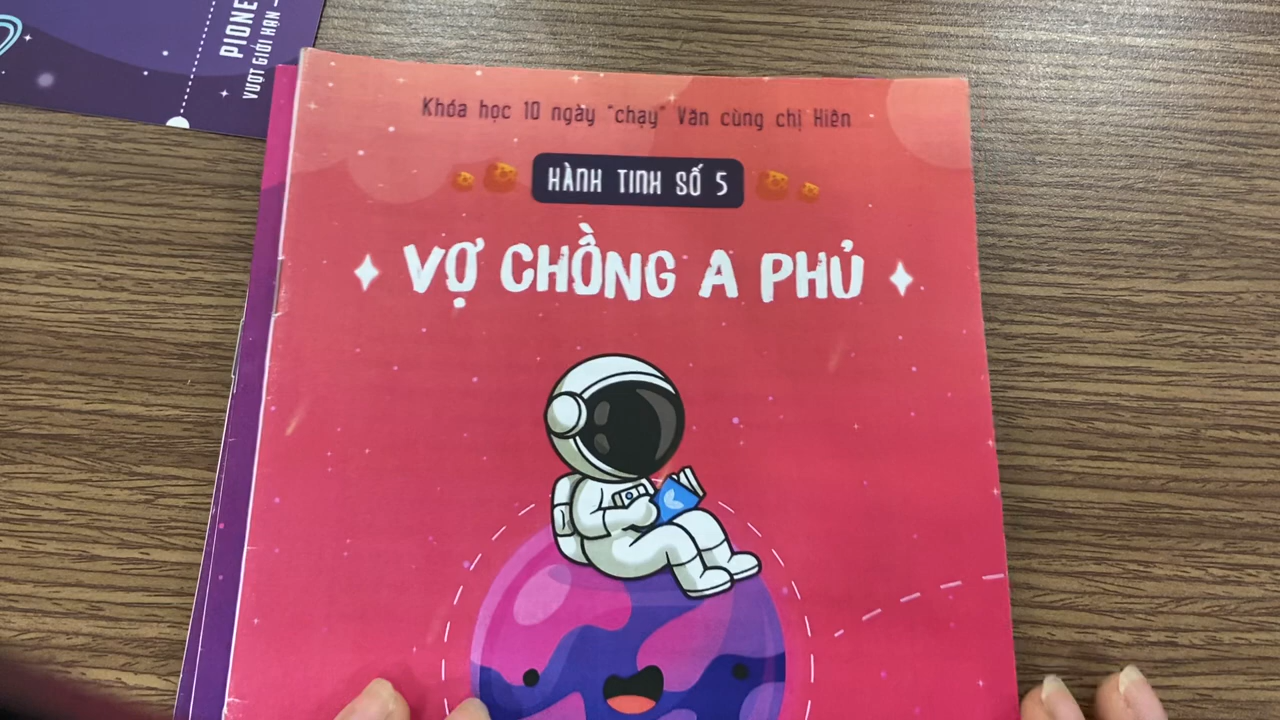 PIONE
VƯỢT GIỚI HẠN –
Khóa học 10 ngày "chạy" Văn cùng chị Hiên
HÀNH TINH SỐ 5
VỢ CHỒNG A PHỦ